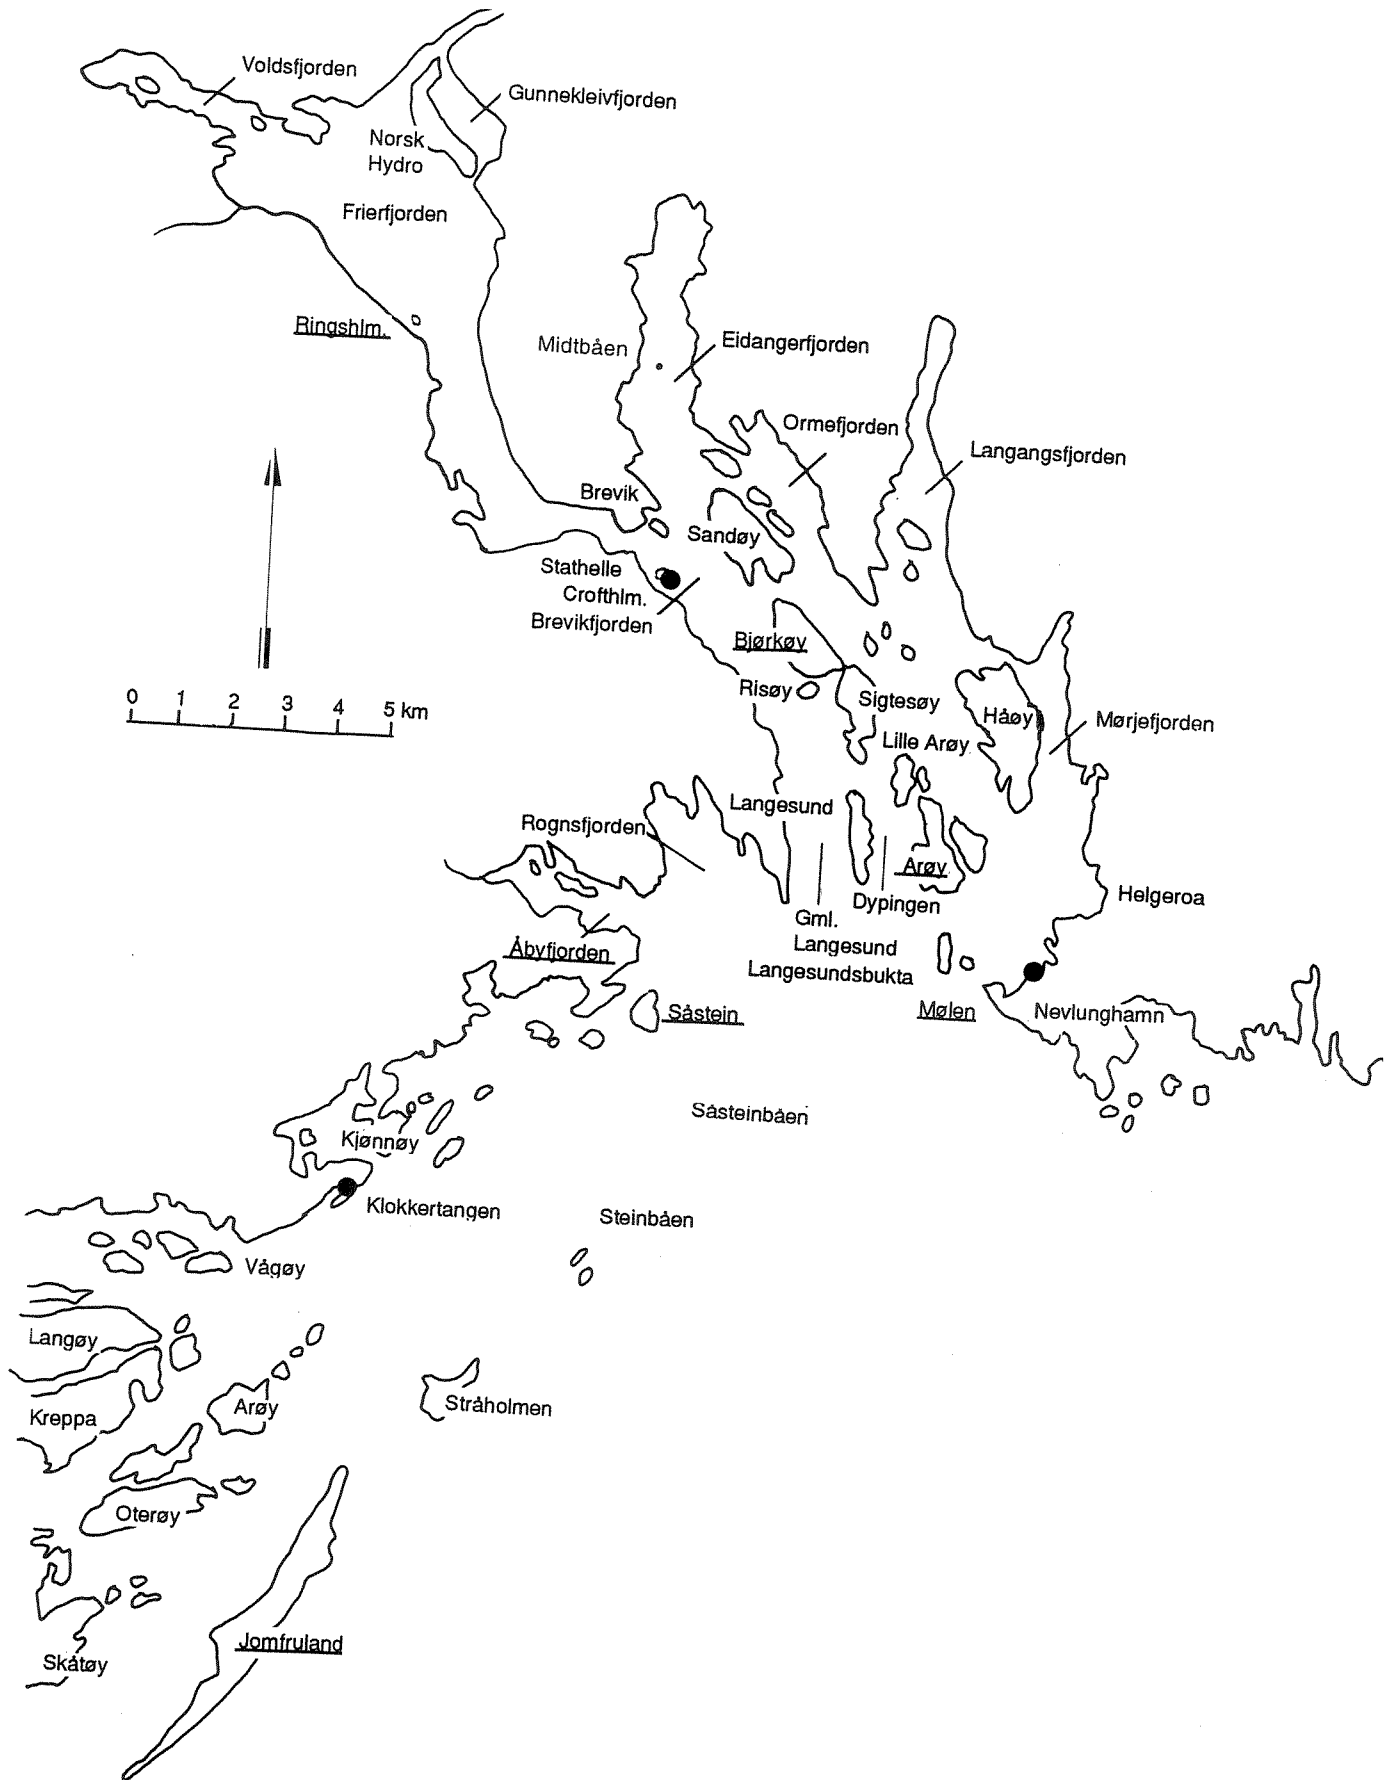 Voldsfjorden
Gunnekleivfjorden
Norsk
Hydro
Frierfjorden
Ringshlm.
Midtbåen
Eidangerfjorden
Ormefjorden
Langangsfjorden
Brevik
Sandøy
Stathelle
Crofthlm.
Brevikfjorden
Bjørkøy
Risøy
Sigtesøy
Håøy
Mørjefjorden
0 1 2 3 4 5 km
Lille Arøy
Langesund
Rognsfjorden
Arøy
Dypingen
Helgeroa
Gml.
Langesund
Langesundsbukta
Åbyfjorden
Såstein
Mølen
Nevlunghamn
Såsteinbåen
Kjønnøy
Klokkertangen
Steinbåen
Vågøy
Langøy
Kreppa
Arøy
Stråholmen
Oterøy
Jomfruland
Skåtøy